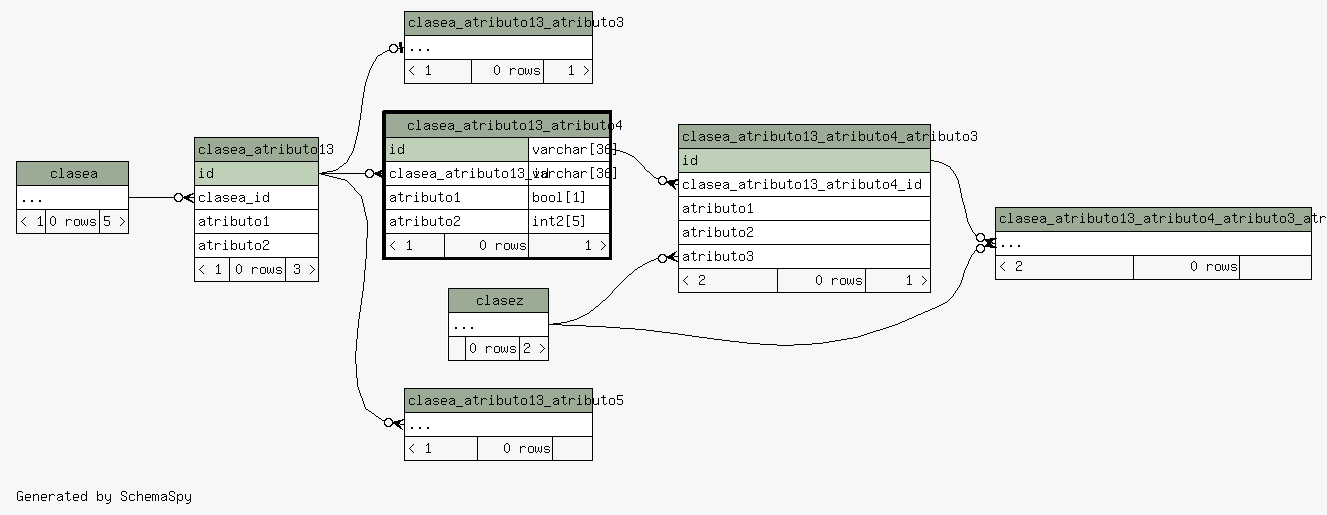 clasea_atributo13_atributo3
...
< 1 0 rows 1 >
clasea_atributo13_atributo4
id varchar[36]
clasea_atributo13_id varchar[36]
atributo1 bool[1]
atributo2 int2[5]
< 1 0 rows 1 >
clasea_atributo13_atributo4_atributo3
id
clasea_atributo13_atributo4_id
atributo1
atributo2
atributo3
< 2 0 rows 1 >
clasea_atributo13
id
clasea_id
atributo1
atributo2
< 1 0 rows 3 >
clasea
...
< 1 0 rows 5 >
clasea_atributo13_atributo4_atributo3_atr
...
< 2 0 rows
clasez
...
0 rows 2 >
clasea_atributo13_atributo5
...
< 1 0 rows
Generated by SchemaSpy